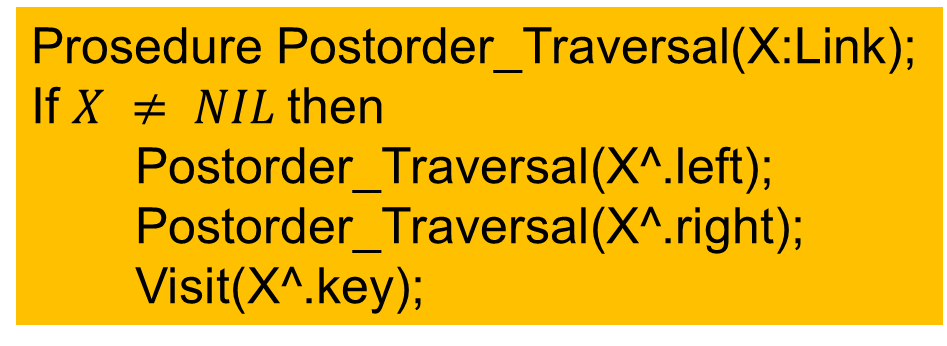 Prosedure Postorder_Traversal(X:Link);
If X ≠ NIL then
Postorder_Traversal(X^.left);
Postorder_Traversal(X^.right);
Visit(X^.key);